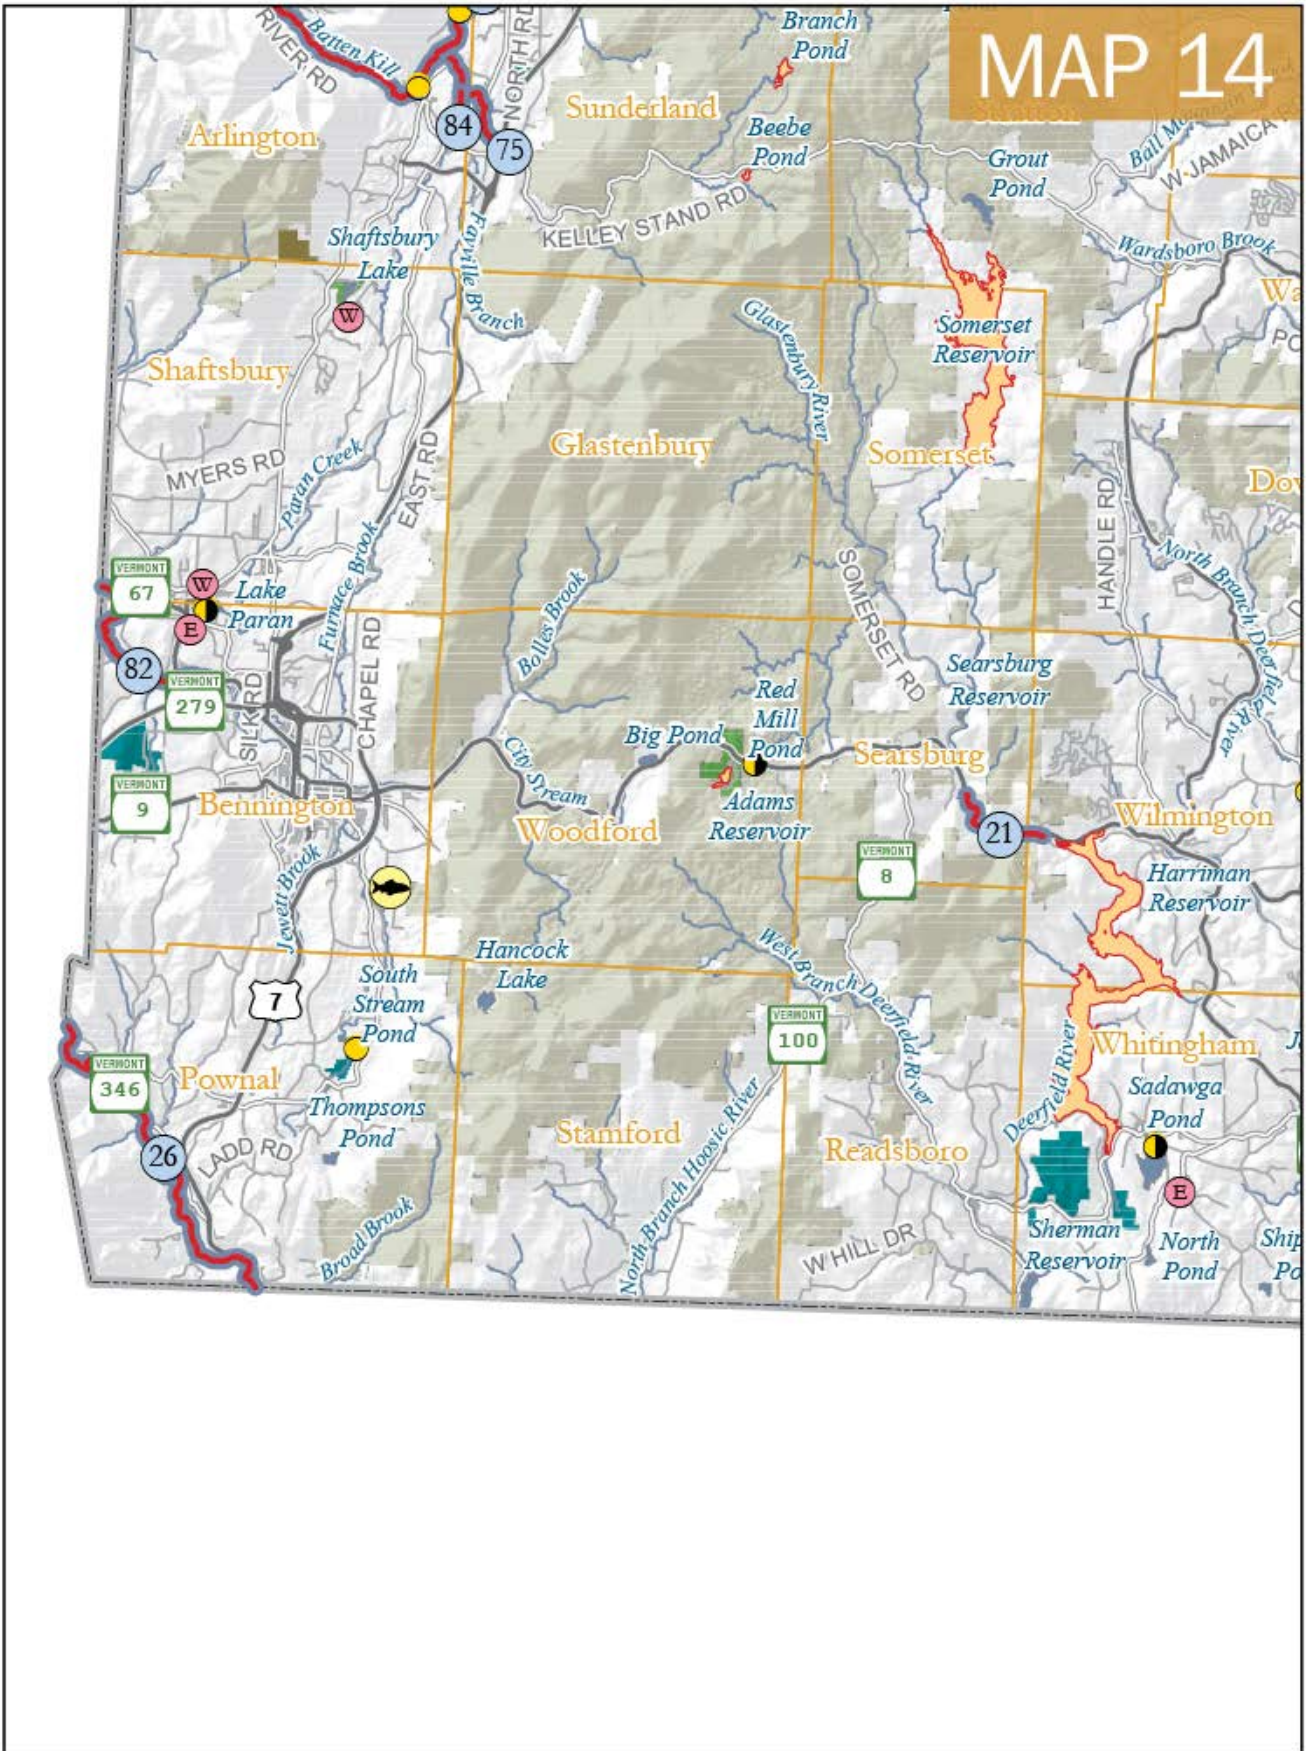 MAP 14
Branch
Pond
Batten Kill
RIVER RD
NORTH RD
Sunderland
Stratton
Arlington
84
75
Beebe
Pond
Grout
Pond
W JAMAICA
KELLEY STAND RD
Shaftsbury
Lake
Fayville Branch
Wardsboro Brook
W
Glastenbury River
Somerset
Reservoir
Wa
PO
Shaftsbury
Glastenbury
Somerset
MYERS RD
Paran Creek
EAST RD
HANDLE RD
Dov
VERMONT
67
W
E
Lake
Paran
Furnace Brook
Bolles Brook
SOMERSET RD
North Branch Deerfield River
82
VERMONT
279
SILK RD
CHAPEL RD
Searsburg
Reservoir
Red
Mill
Pond
Big Pond
City Stream
Searsburg
VERMONT
9
Bennington
Woodford
Adams
Reservoir
21
Wilmington
Jewett Brook
VERMONT
8
Harriman
Reservoir
Hancock
Lake
West Branch Deerfield River
South
Stream
Pond
7
VERMONT
100
Deerfield River
Whitingham
J
VERMONT
346
Pownal
Sadawga
Pond
Thompsons
Pond
Stamford
Readsboro
26
LADD RD
North Branch Hoosic River
E
Broad Brook
W HILL DR
Sherman
Reservoir
North
Pond
Ship
Po